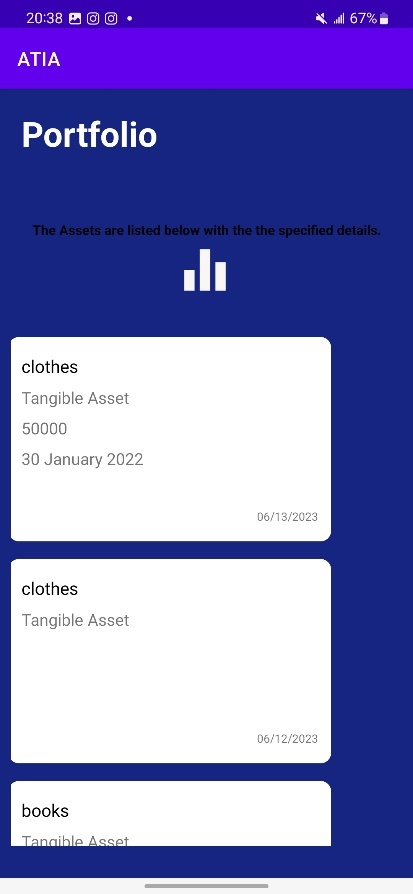 20:38
67%
ATIA
Portfolio
The Assets are listed below with the the specified details.
clothes
Tangible Asset
50000
30 January 2022
06/13/2023
clothes
Tangible Asset
06/12/2023
books
Tangible Asset